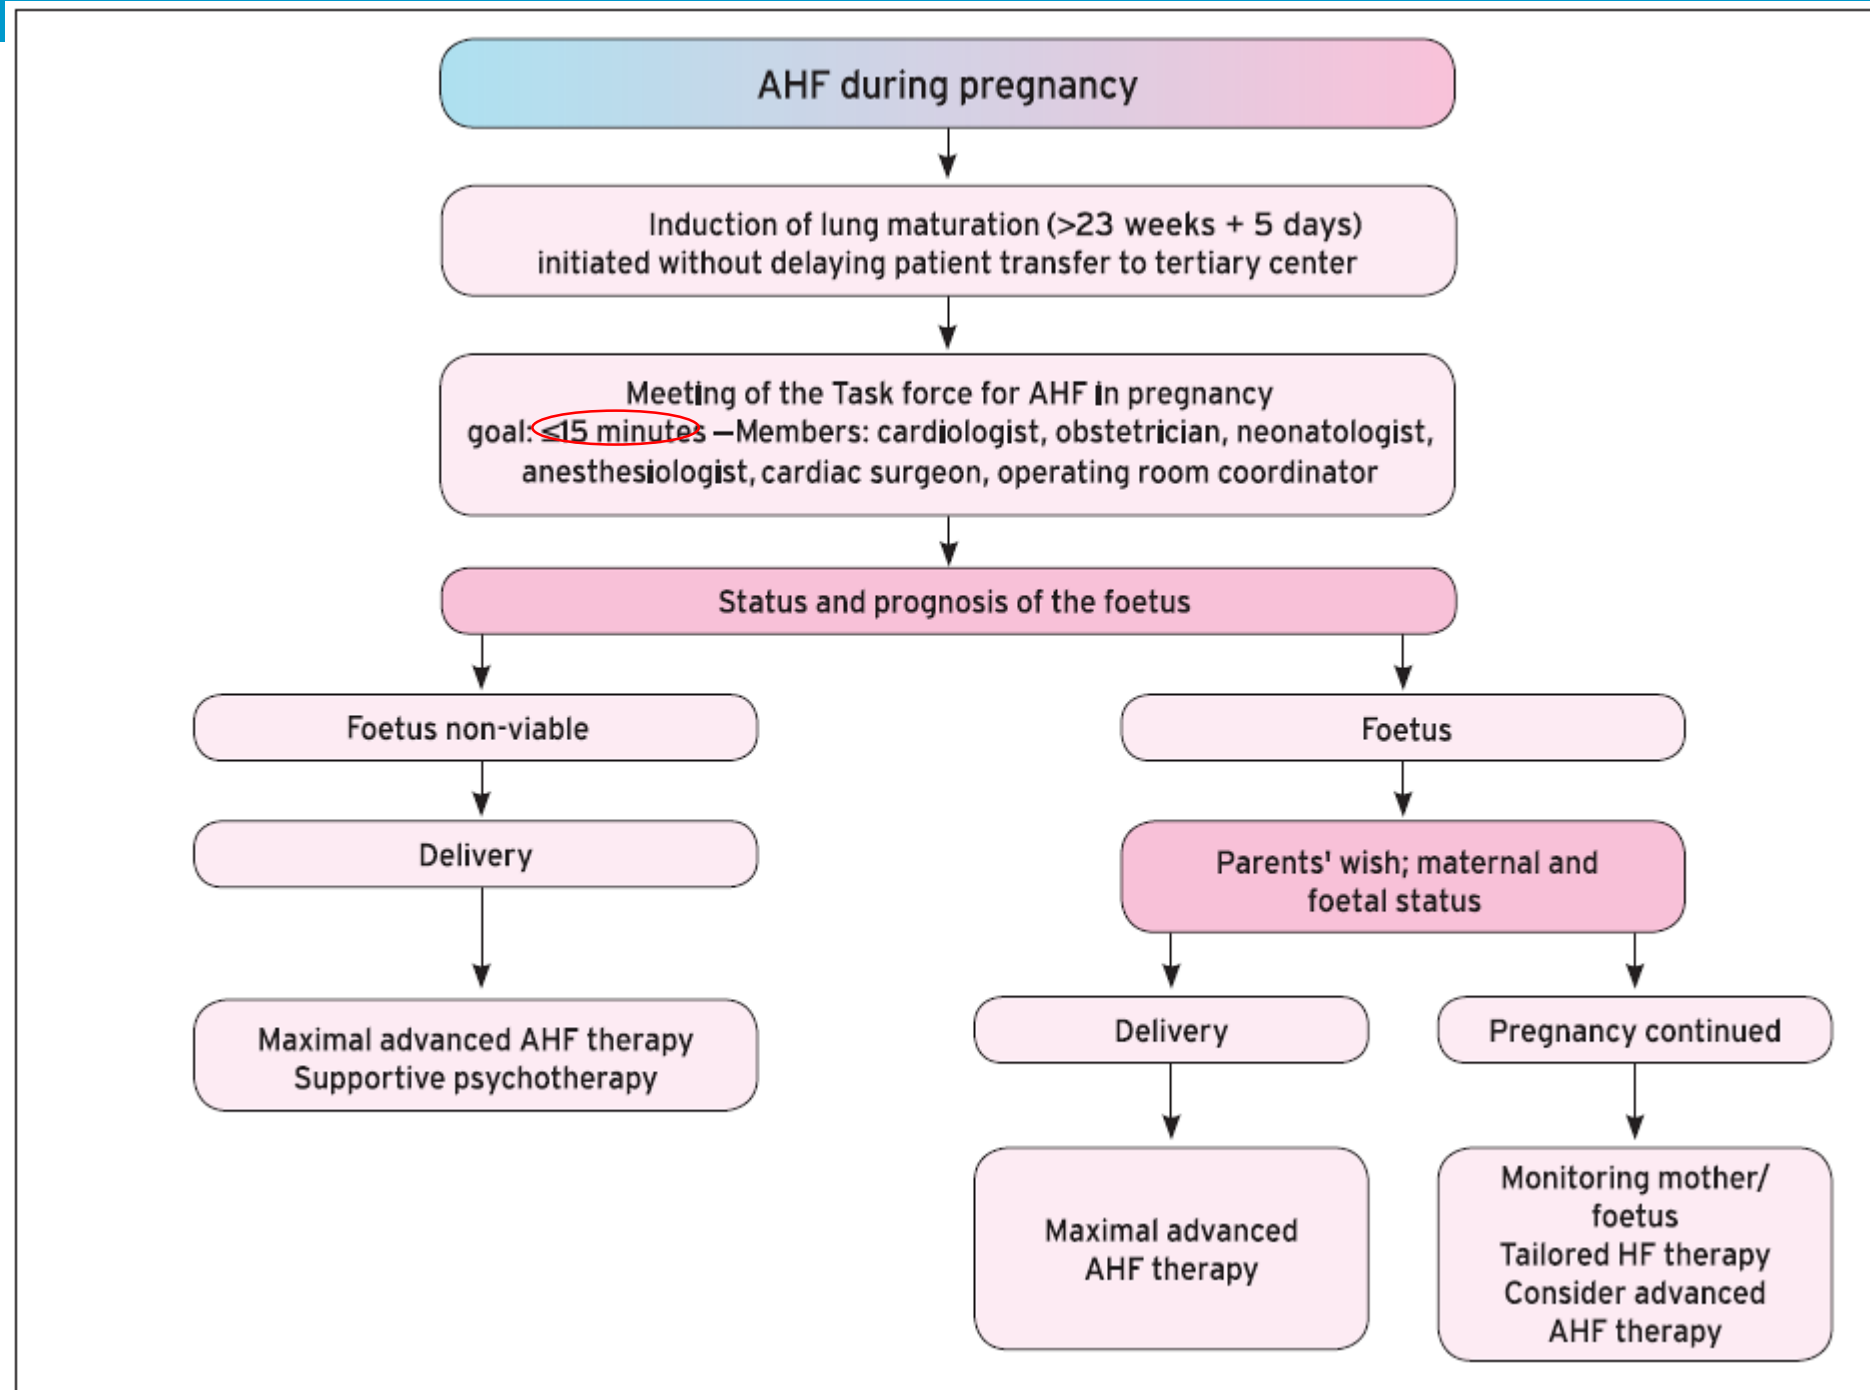 AHF during pregnancy
Induction of lung maturation (>23 weeks + 5 days)
initiated without delaying patient transfer to tertiary center
Meeting of the Task force for AHF in pregnancy
goal: ≤15 minutes –Members: cardiologist, obstetrician, neonatologist,
anesthesiologist, cardiac surgeon, operating room coordinator
Status and prognosis of the foetus
Foetus non-viable
Delivery
Maximal advanced AHF therapy
Supportive psychotherapy
Foetus
Parents' wish; maternal and
foetal status
Delivery
Maximal advanced
AHF therapy
Pregnancy continued
Monitoring mother/
foetus
Tailored HF therapy
Consider advanced
AHF therapy